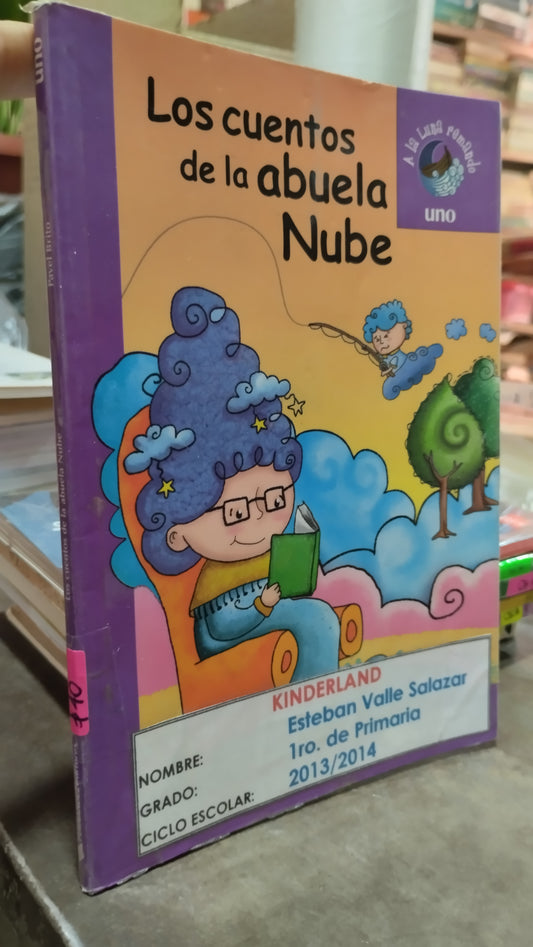 Los cuentos
de la abuela
Nube
A la Luna romando
uno
uno
Pavel Brito
Los cuentos de la abuela Nube
KINDERLAND
NOMBRE: Esteban Valle Salazar
GRADO: 1ro. de Primaria
CICLO ESCOLAR: 2013/2014